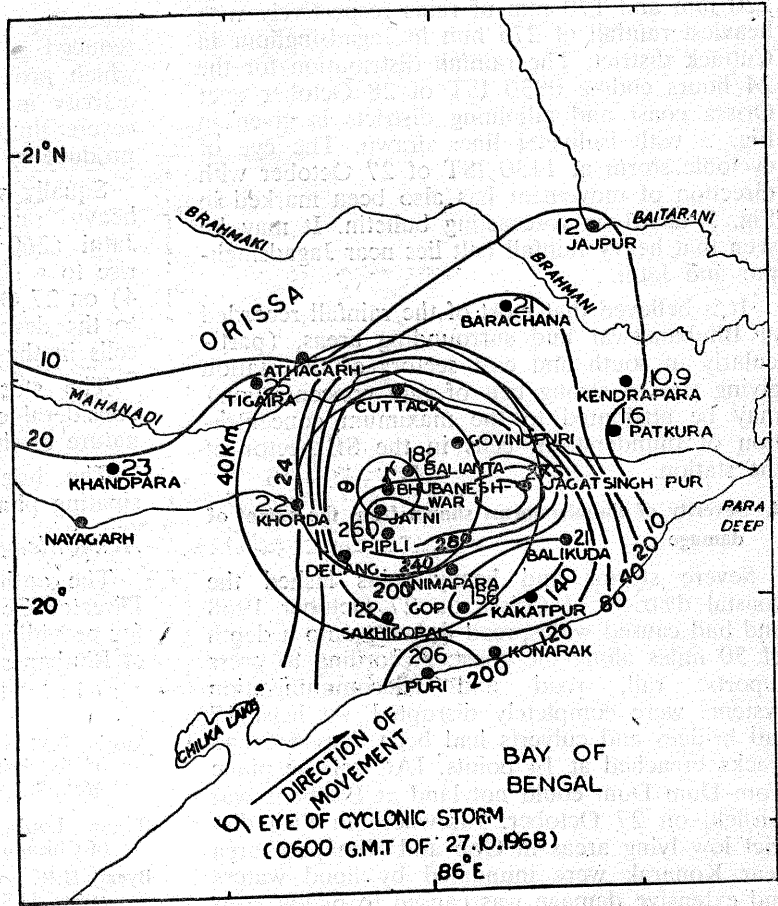 21°N
BRAHMAKI
BAITARANI
12
JAJPUR
BRAHMANI
ORISSA
21
BARACHANA
10
ATHAGARH
MAHANADI
TIGAIRA
25
CUTTACK
KENDRAPARA
10.9
20
40Km
GOVINDPURI
1.6
PATKURA
23
KHANDPARA
24
182
BALIANTA
BHUBANESH-
WAR
275
JAGATSINGH PUR
PARA
DEEP
22
KHORDA
JATNI
NAYAGARH
260
PIPLI
260
21
BALIKUDA
10
20
40
DELANG
240
NIMAPARA
200
20°
122
GOP
156
KAKATPUR
140
80
SAKHIGOPAL
120
206
KONARAK
PURI
200
CHILKA LAKE
DIRECTION OF
MOVEMENT
BAY OF
BENGAL
EYE OF CYCLONIC STORM
(0600 G.M.T OF 27.10.1968)
86°E